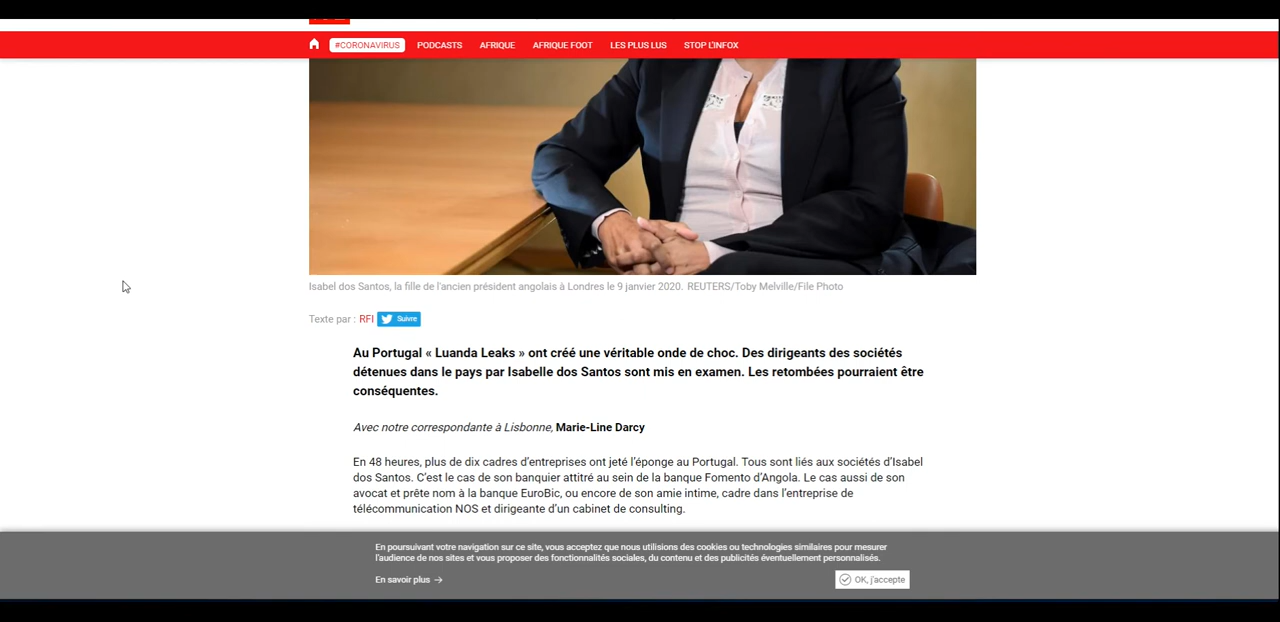 #CORONAVIRUS PODCASTS AFRIQUE AFRIQUE FOOT LES PLUS LUS STOP L'INFOX
Isabel dos Santos, la fille de l'ancien président angolais à Londres le 9 janvier 2020. REUTERS/Toby Melville/File Photo
Texte par : RFI Suivre
Au Portugal « Luanda Leaks » ont créé une véritable onde de choc. Des dirigeants des sociétés
détenues dans le pays par Isabelle dos Santos sont mis en examen. Les retombées pourraient être
conséquentes.
Avec notre correspondante à Lisbonne, Marie-Line Darcy
En 48 heures, plus de dix cadres d’entreprises ont jeté l’éponge au Portugal. Tous sont liés aux sociétés d’Isabel
dos Santos. C’est le cas de son banquier attitré au sein de la banque Fomento d’Angola. Le cas aussi de son
avocat et prête nom à la banque EuroBic, ou encore de son amie intime, cadre dans l’entreprise de
télécommunication NOS et dirigeante d’un cabinet de consulting.
En poursuivant votre navigation sur ce site, vous acceptez que nous utilisions des cookies ou technologies similaires pour mesurer
l'audience de nos sites et vous proposer des fonctionnalités sociales, du contenu et des publicités éventuellement personnalisés.
En savoir plus →
OK, j'accepte